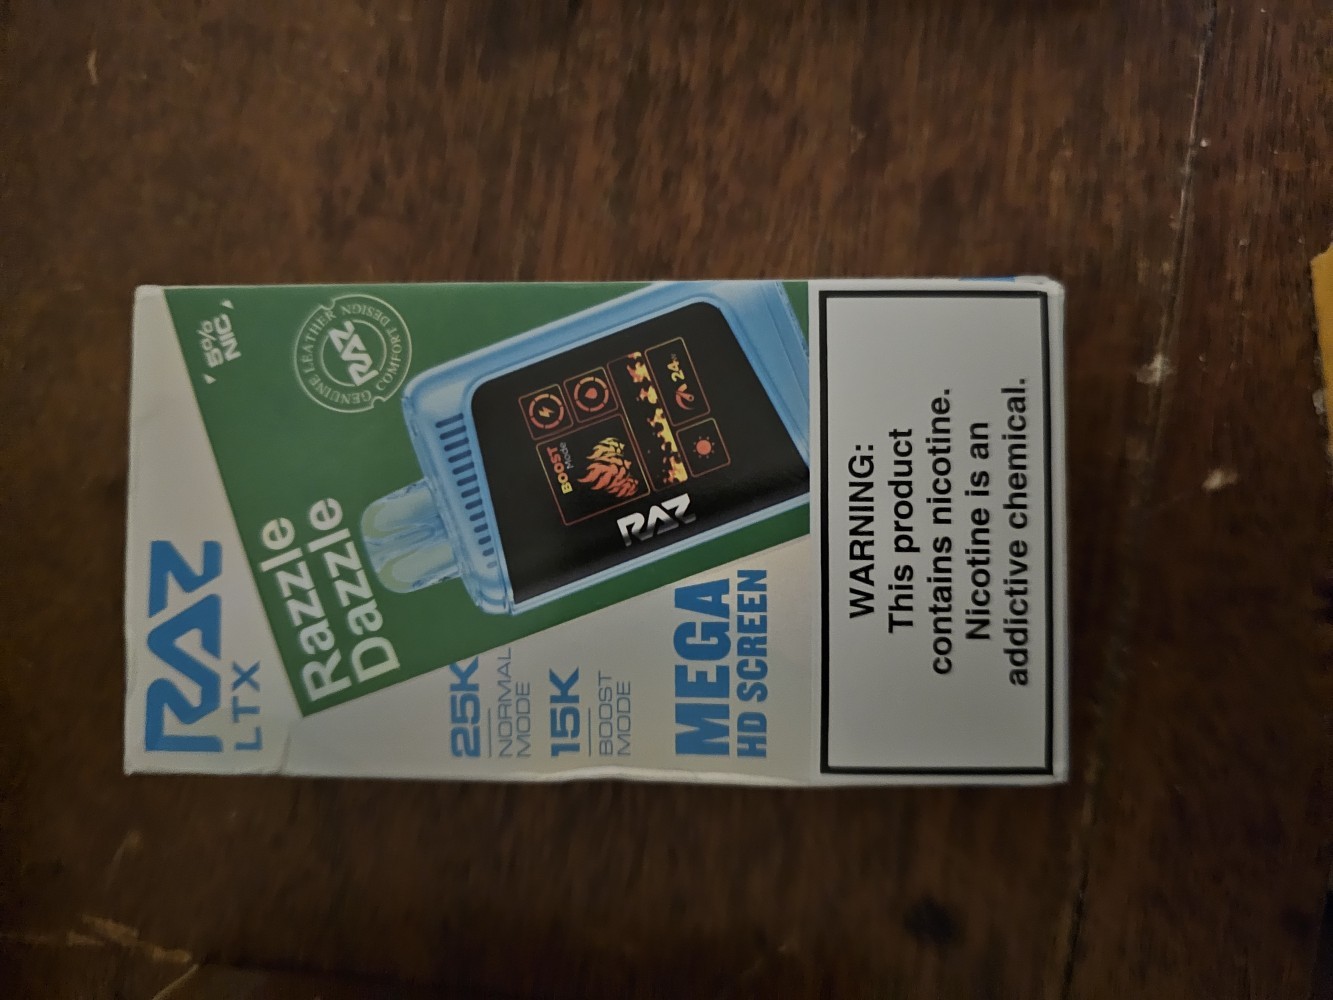 RAZ
LTX
5%
NIC
GENUINE LEATHER
RAZ
COMFORT DESIGN
Razzle
Dazzle
BOOST
Mode
24
RAZ
25K
NORMAL
MODE
15K
BOOST
MODE
MEGA
HD SCREEN
WARNING:
This product
contains nicotine.
Nicotine is an
addictive chemical.